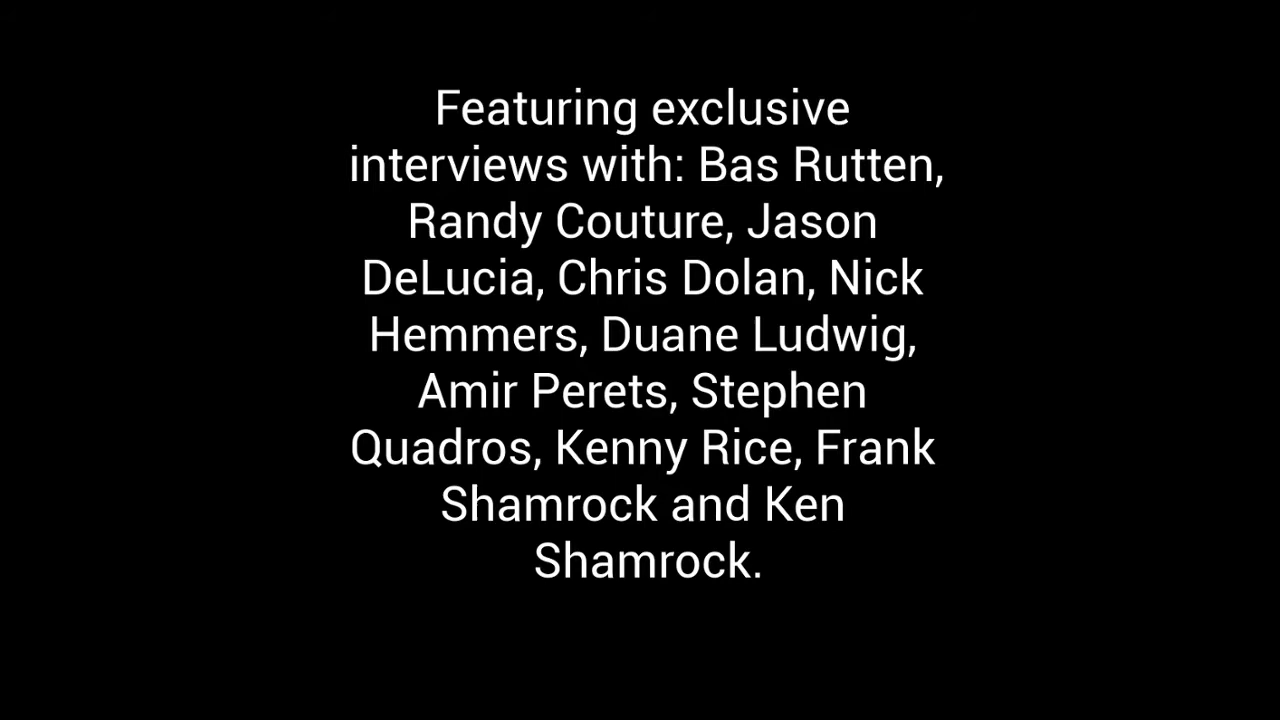 Featuring exclusive
interviews with: Bas Rutten,
Randy Couture, Jason
DeLucia, Chris Dolan, Nick
Hemmers, Duane Ludwig,
Amir Perets, Stephen
Quadros, Kenny Rice, Frank
Shamrock and Ken
Shamrock.